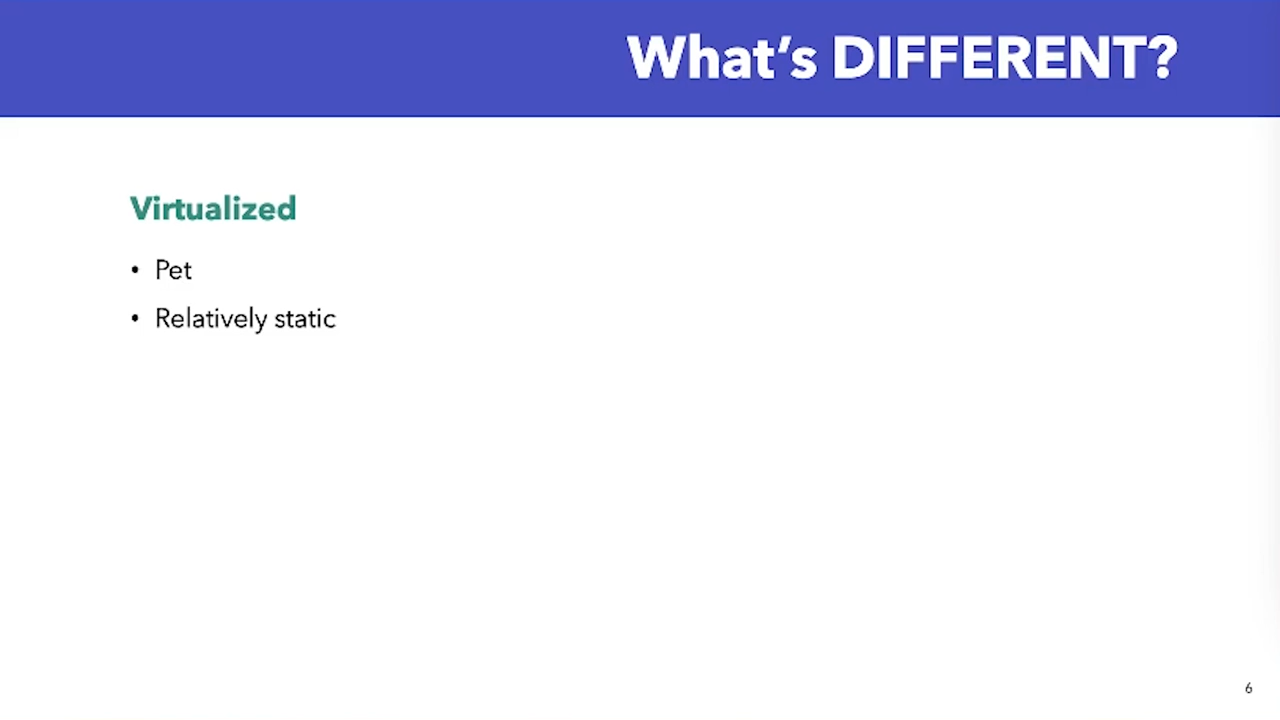 What’s DIFFERENT?
Virtualized
• Pet
• Relatively static
6